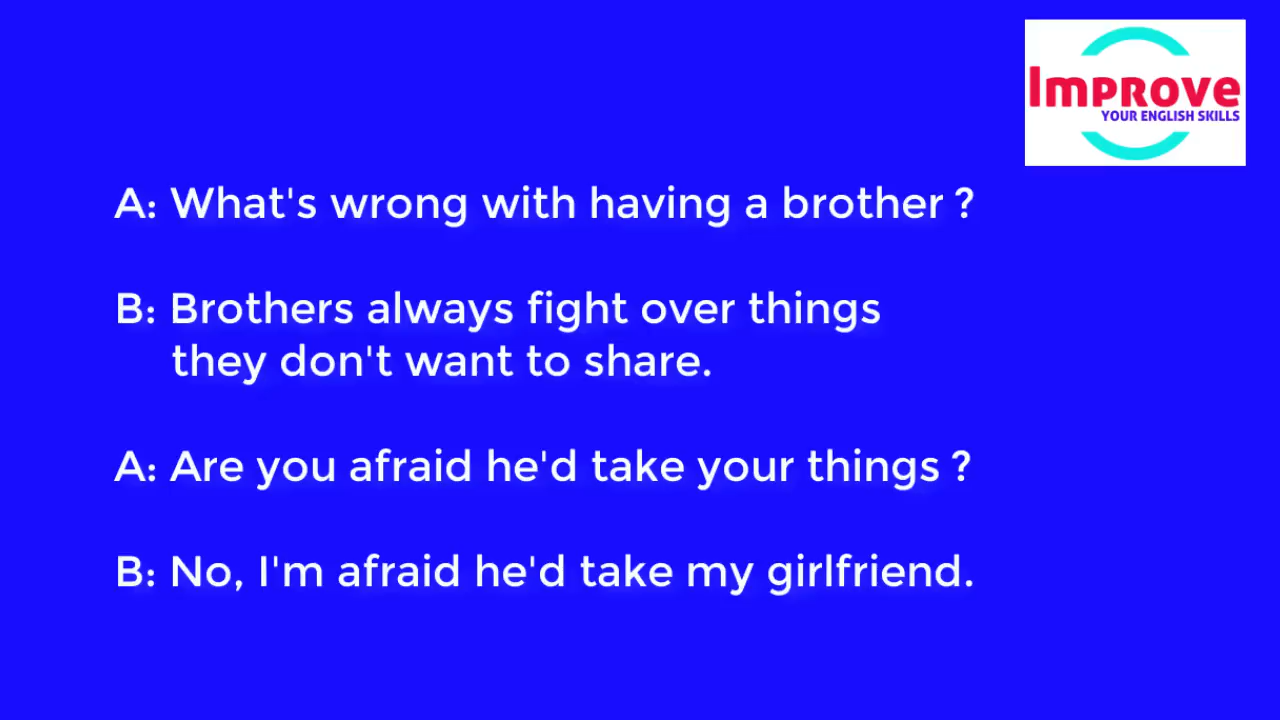 Improve
YOUR ENGLISH SKILLS
A: What's wrong with having a brother ?
B: Brothers always fight over things
they don't want to share.
A: Are you afraid he'd take your things ?
B: No, I'm afraid he'd take my girlfriend.